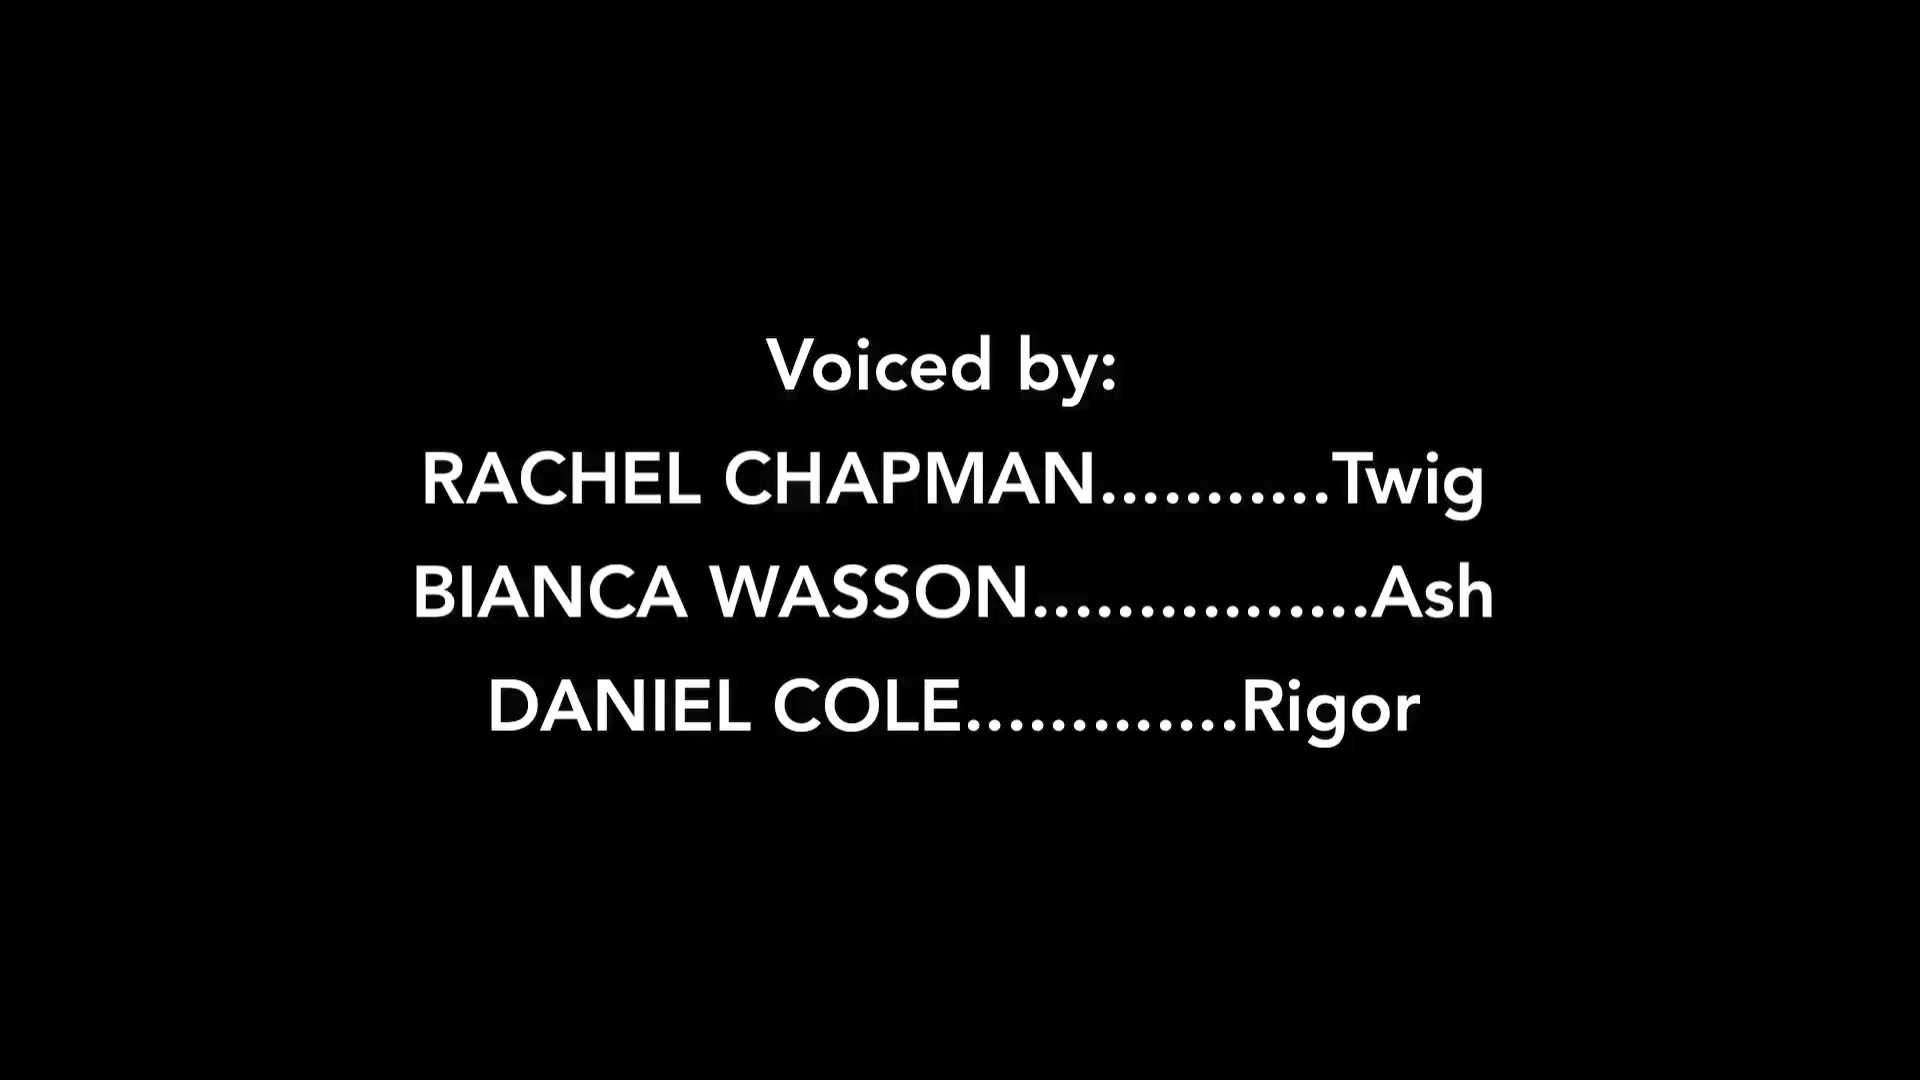 Voiced by:
RACHEL CHAPMAN...........Twig
BIANCA WASSON................Ash
DANIEL COLE.............Rigor